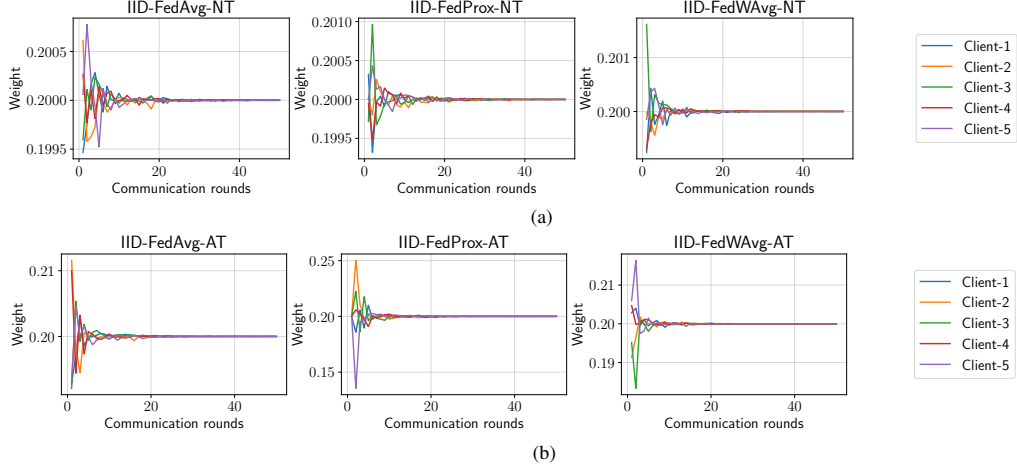 IID-FedAvg-NT
IID-FedProx-NT
IID-FedWAvg-NT
Weight
0.2005
0.2000
0.1995
0
20
40
Communication rounds
Weight
0.2010
0.2005
0.2000
0.1995
0
20
40
Communication rounds
Weight
0.201
0.200
0
20
40
Communication rounds
Client-1
Client-2
Client-3
Client-4
Client-5
(a)
IID-FedAvg-AT
IID-FedProx-AT
IID-FedWAvg-AT
Weight
0.21
0.20
0
20
40
Communication rounds
Weight
0.25
0.20
0.15
0
20
40
Communication rounds
Weight
0.21
0.20
0.19
0
20
40
Communication rounds
Client-1
Client-2
Client-3
Client-4
Client-5
(b)